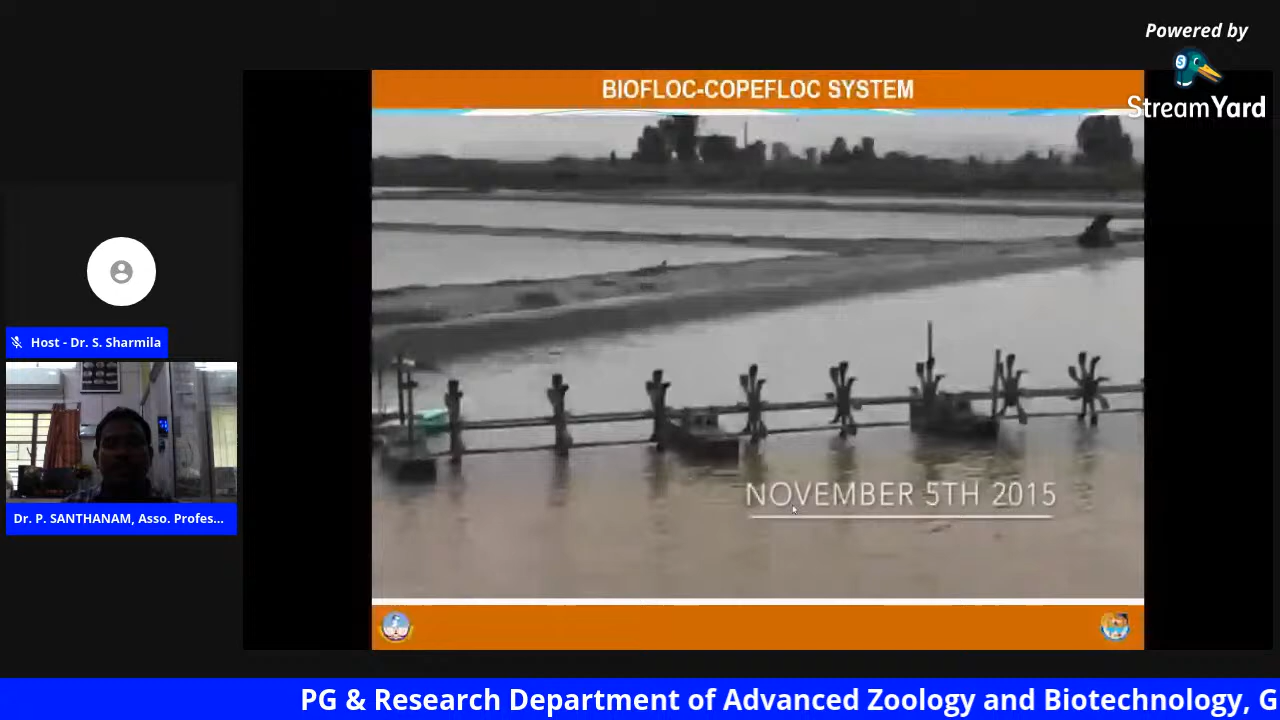 Powered by
StreamYard
BIOFLOC-COPEFLOC SYSTEM
Host - Dr. S. Sharmila
Dr. P. SANTHANAM, Asso. Profes...
NOVEMBER 5TH 2015
PG & Research Department of Advanced Zoology and Biotechnology, G